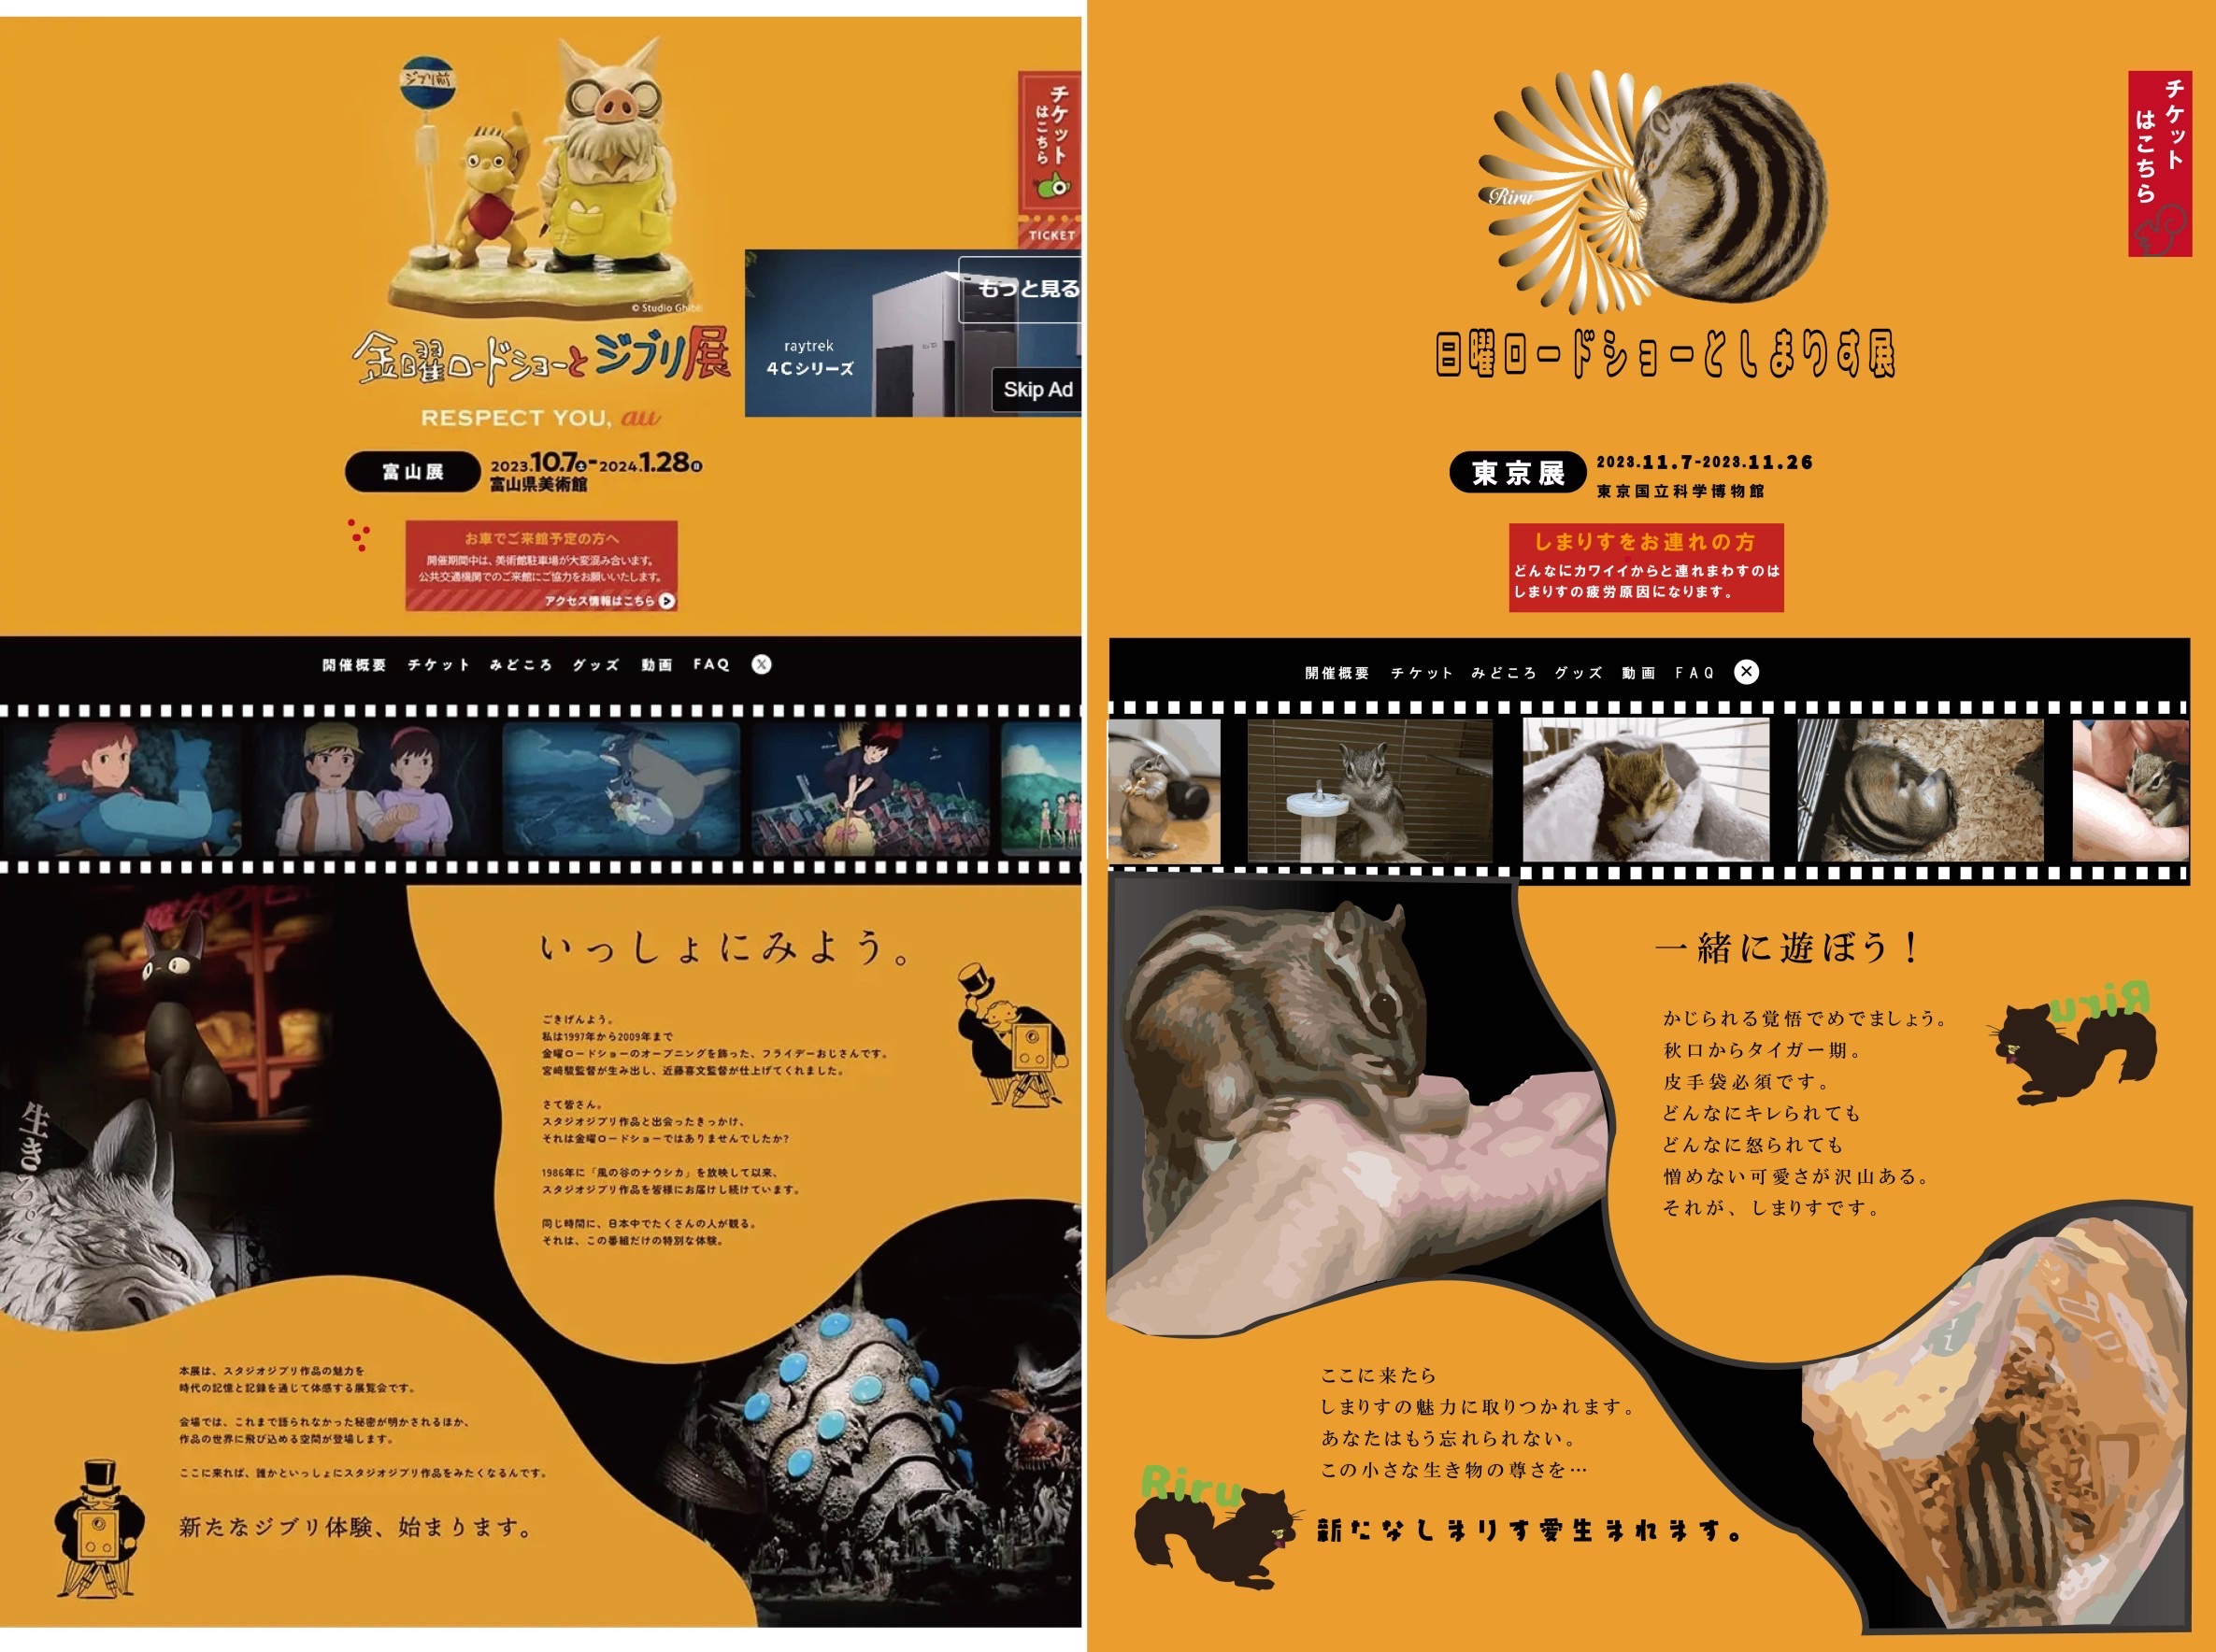 ジブリ前
チケット
はこちら
TICKET
© Studio Ghibli
もっと見る
raytrek
4Cシリーズ
Skip Ad
金曜ロードショーとジブリ展
RESPECT YOU, au
富山展
2023.10.7土-2024.1.28日
富山県美術館
お車でご来館予定の方へ
開催期間中は、美術館駐車場が大変混み合います。
公共交通機関でのご来館にご協力をお願いいたします。
アクセス情報はこちら
開催概要 チケット みどころ グッズ 動画 FAQ X
いっしょにみよう。
ごきげんよう。
私は1997年から2009年まで
金曜ロードショーのオープニングを飾った、フライデーおじさんです。
宮﨑駿監督が生み出し、近藤喜文監督が仕上げてくれました。
さて皆さん。
スタジオジブリ作品と出会ったきっかけ、
それは金曜ロードショーではありませんでしたか?
1986年に「風の谷のナウシカ」を放映して以来、
スタジオジブリ作品を皆様にお届けし続けています。
同じ時間に、日本中でたくさんの人が観る。
それは、この番組だけの特別な体験。
生きろ。
本展は、スタジオジブリ作品の魅力を
時代の記憶と記録を通じて体感する展覧会です。
会場では、これまで語られなかった秘密が明かされるほか、
作品の世界に飛び込める空間が登場します。
ここに来れば、誰かといっしょにスタジオジブリ作品をみたくなるんです。
新たなジブリ体験、始まります。
Riru
チケット
はこちら
日曜ロードショーとしまりす展
東京展
2023.11.7-2023.11.26
東京国立科学博物館
しまりすをお連れの方
どんなにカワイイからと連れまわすのは
しまりすの疲労原因になります。
開催概要 チケット みどころ グッズ 動画 FAQ ✕
一緒に遊ぼう！
かじられる覚悟でめでましょう。
秋口からタイガー期。
皮手袋必須です。
どんなにキレられても
どんなに怒られても
憎めない可愛さが沢山ある。
それが、しまりすです。
Riru
ここに来たら
しまりすの魅力に取りつかれます。
あなたはもう忘れられない。
この小さな生き物の尊さを…
Riru
新たなしまりす愛生まれます。